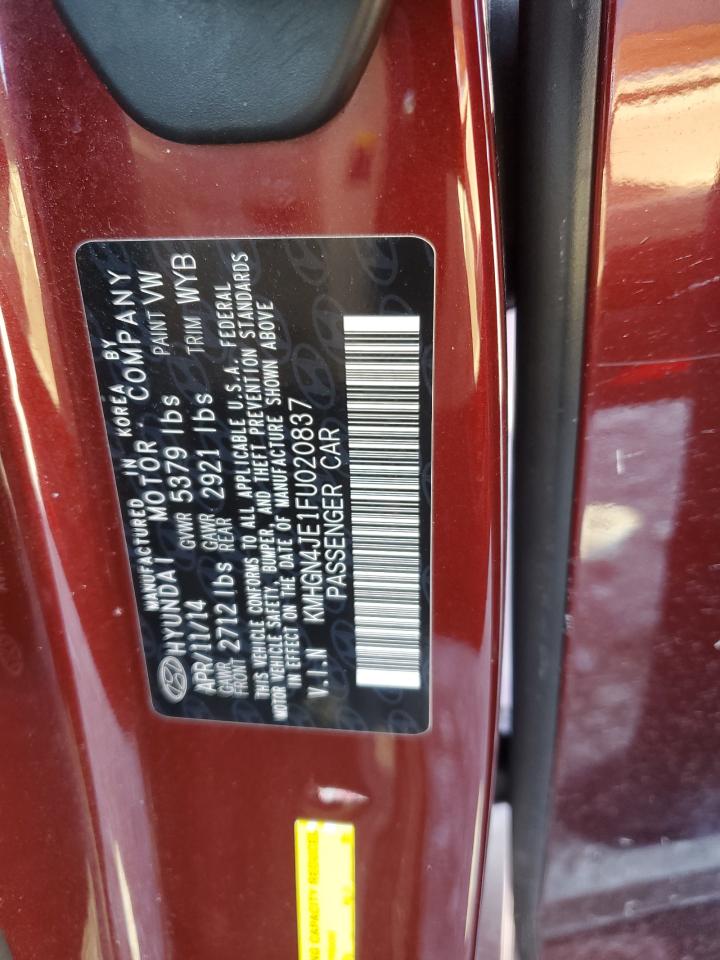 MANUFACTURED IN KOREA BY
HYUNDAI MOTOR COMPANY
APR/11/14 GVWR 5379 lbs PAINT VW
GAWR FRONT 2712 lbs GAWR REAR 2921 lbs TRIM WYB
THIS VEHICLE CONFORMS TO ALL APPLICABLE U.S.A. FEDERAL
MOTOR VEHICLE SAFETY, BUMPER, AND THEFT PREVENTION STANDARDS
IN EFFECT ON THE DATE OF MANUFACTURE SHOWN ABOVE
V.I.N KMHGN4JE1FU020837
PASSENGER CAR
CAPACITY REDUCED